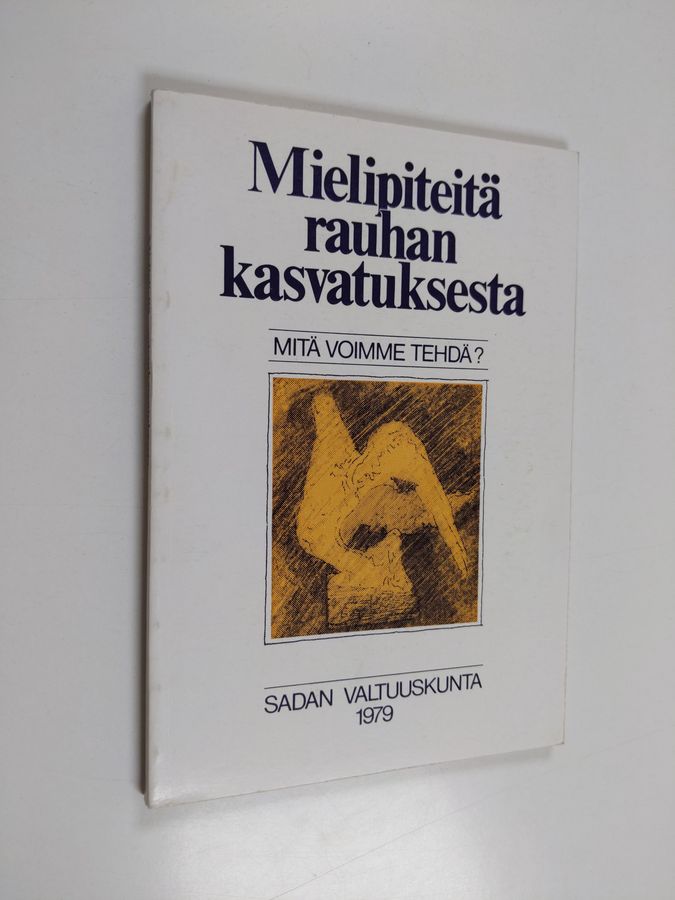 Mielipiteitä
rauhan
kasvatuksesta
MITÄ VOIMME TEHDÄ?
SADAN VALTUUSKUNTA
1979